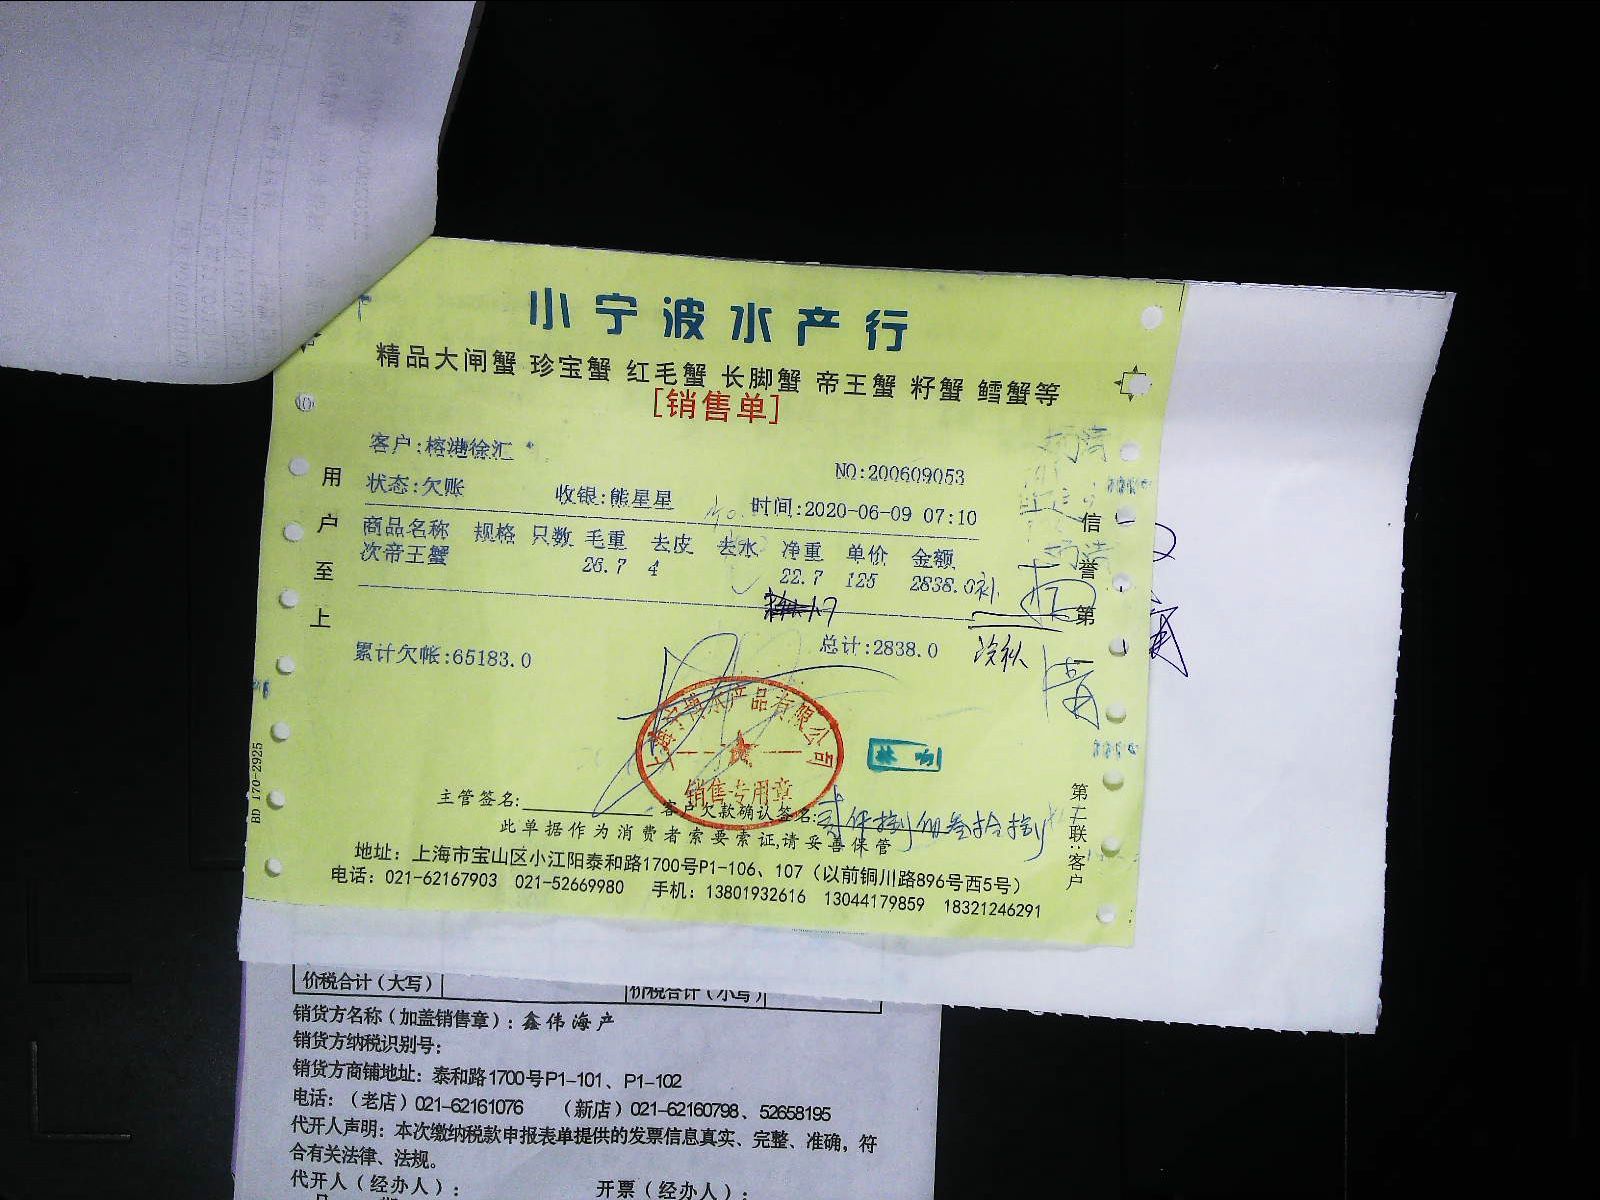 小宁波水产行
精品大闸蟹 珍宝蟹 红毛蟹 长脚蟹 帝王蟹 籽蟹 鳕蟹等
[销售单]
客户:榕港徐汇
NO:200609053
状态:欠账 收银:熊星星 时间:2020-06-09 07:10
商品名称 规格 只数 毛重 去皮 去水 净重 单价 金额
次帝王蟹 26.7 4 22.7 125 2838.0
累计欠帐:65183.0 总计:2838.0
用户至上
信誉第
BD 170-2925
水产品有限公司
销售专用章
主管签名: 客户欠款确认签名:
此单据作为消费者索要索证,请妥善保管
地址：上海市宝山区小江阳泰和路1700号P1-106、107（以前铜川路896号西5号）
电话：021-62167903 021-52669980 手机：13801932616 13044179859 18321246291
第二联:客户
价税合计（大写） 价税合计（小写）
销货方名称（加盖销售章）：鑫伟海产
销货方纳税识别号：
销货方商铺地址：泰和路1700号P1-101、P1-102
电话：（老店）021-62161076 （新店）021-62160798、52658195
代开人声明：本次缴纳税款申报表单提供的发票信息真实、完整、准确，符
合有关法律、法规。
代开人（经办人）： 开票（经办人）：